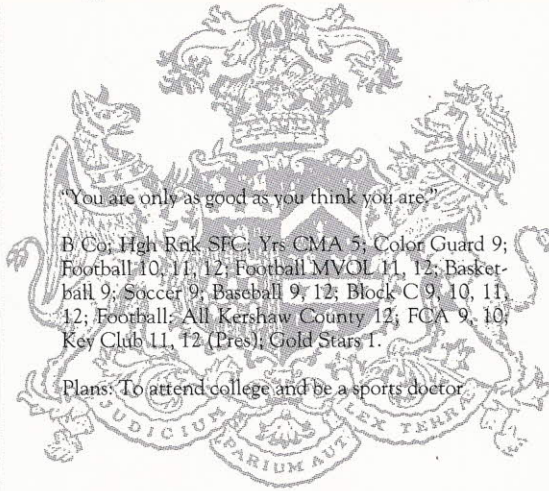 "You are only as good as you think you are."
B Co; Hgh Rnk SFC; Yrs CMA 5; Color Guard 9;
Football 10, 11, 12; Football MVOL 11, 12; Basket-
ball 9; Soccer 9; Baseball 9, 12; Block C 9, 10, 11,
12; Football: All Kershaw County 12; FCA 9, 10;
Key Club 11, 12 (Pres); Gold Stars 1.
Plans: To attend college and be a sports doctor.
JUDICIUM
PARIUM AUT
LEX TERRÆ